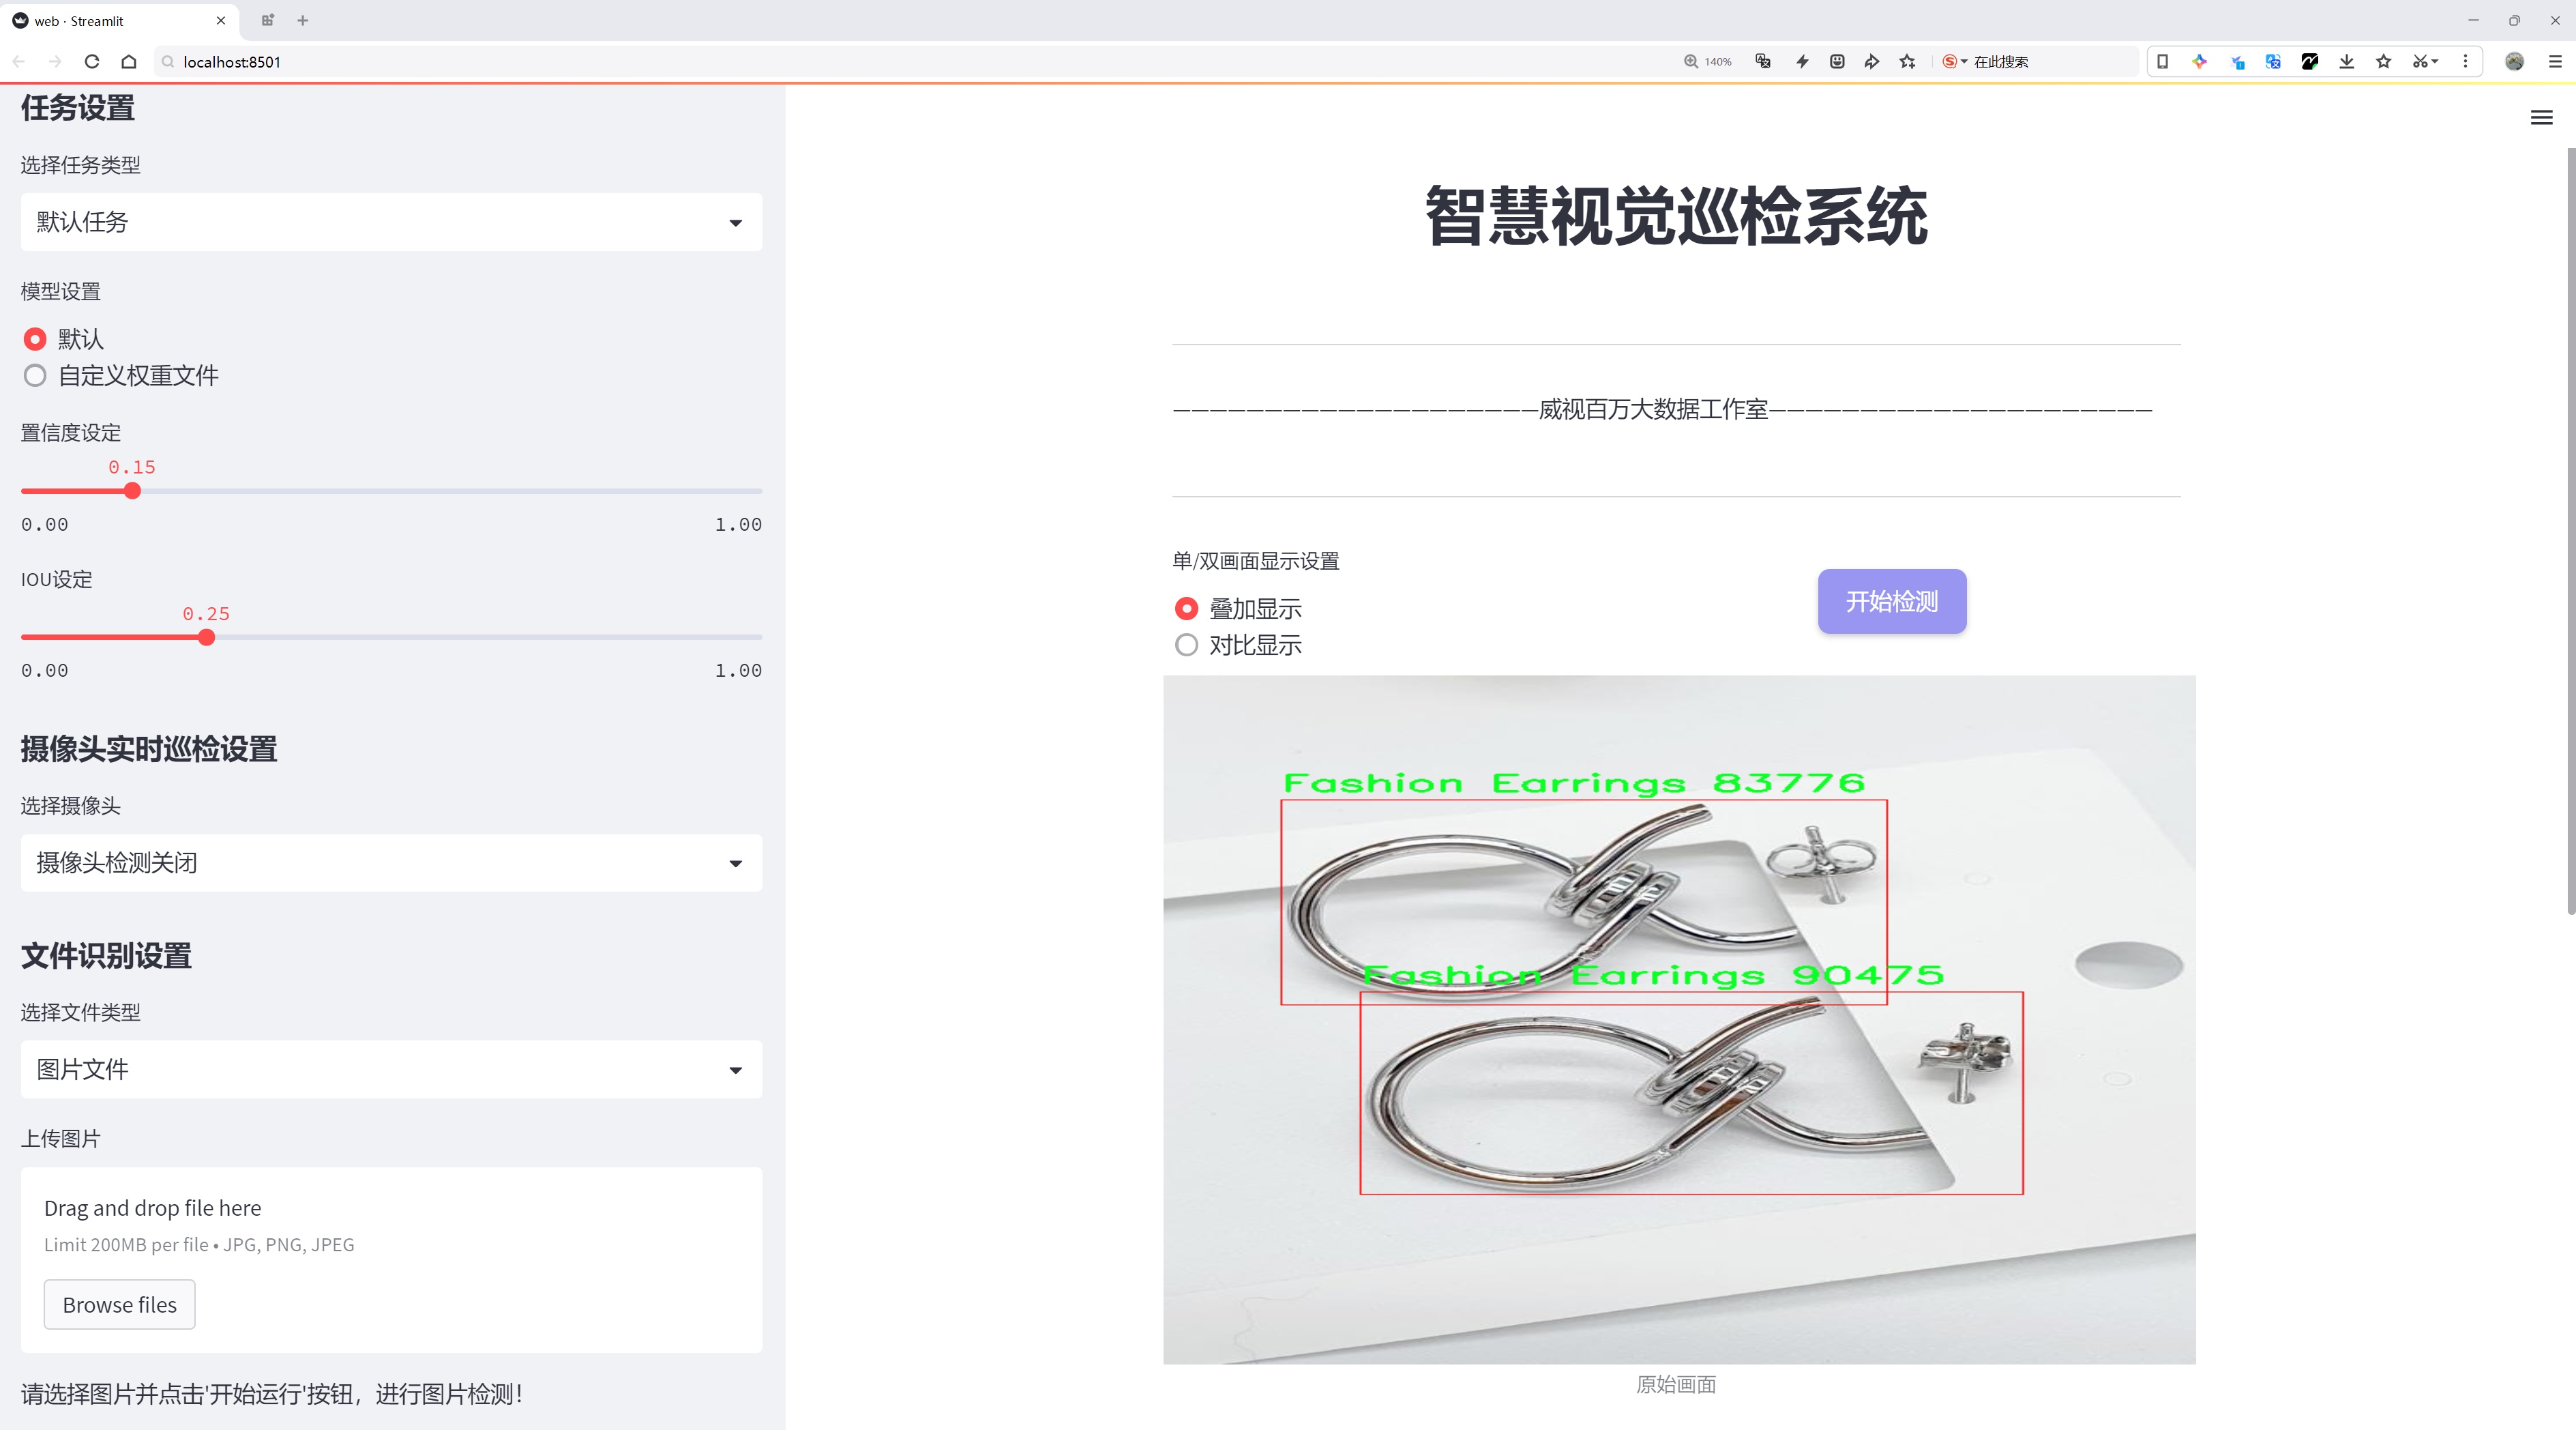 web · Streamlit
localhost:8501
140%
在此搜索
任务设置
选择任务类型
默认任务
模型设置
默认
自定义权重文件
置信度设定
0.15
0.00 1.00
IOU设定
0.25
0.00 1.00
摄像头实时巡检设置
选择摄像头
摄像头检测关闭
文件识别设置
选择文件类型
图片文件
上传图片
Drag and drop file here
Limit 200MB per file • JPG, PNG, JPEG
Browse files
请选择图片并点击'开始运行'按钮，进行图片检测！
智慧视觉巡检系统
————————————————————威视百万大数据工作室—————————————————————
单/双画面显示设置
叠加显示
对比显示
开始检测
Fashion Earrings 83776
Fashion Earrings 90475
原始画面